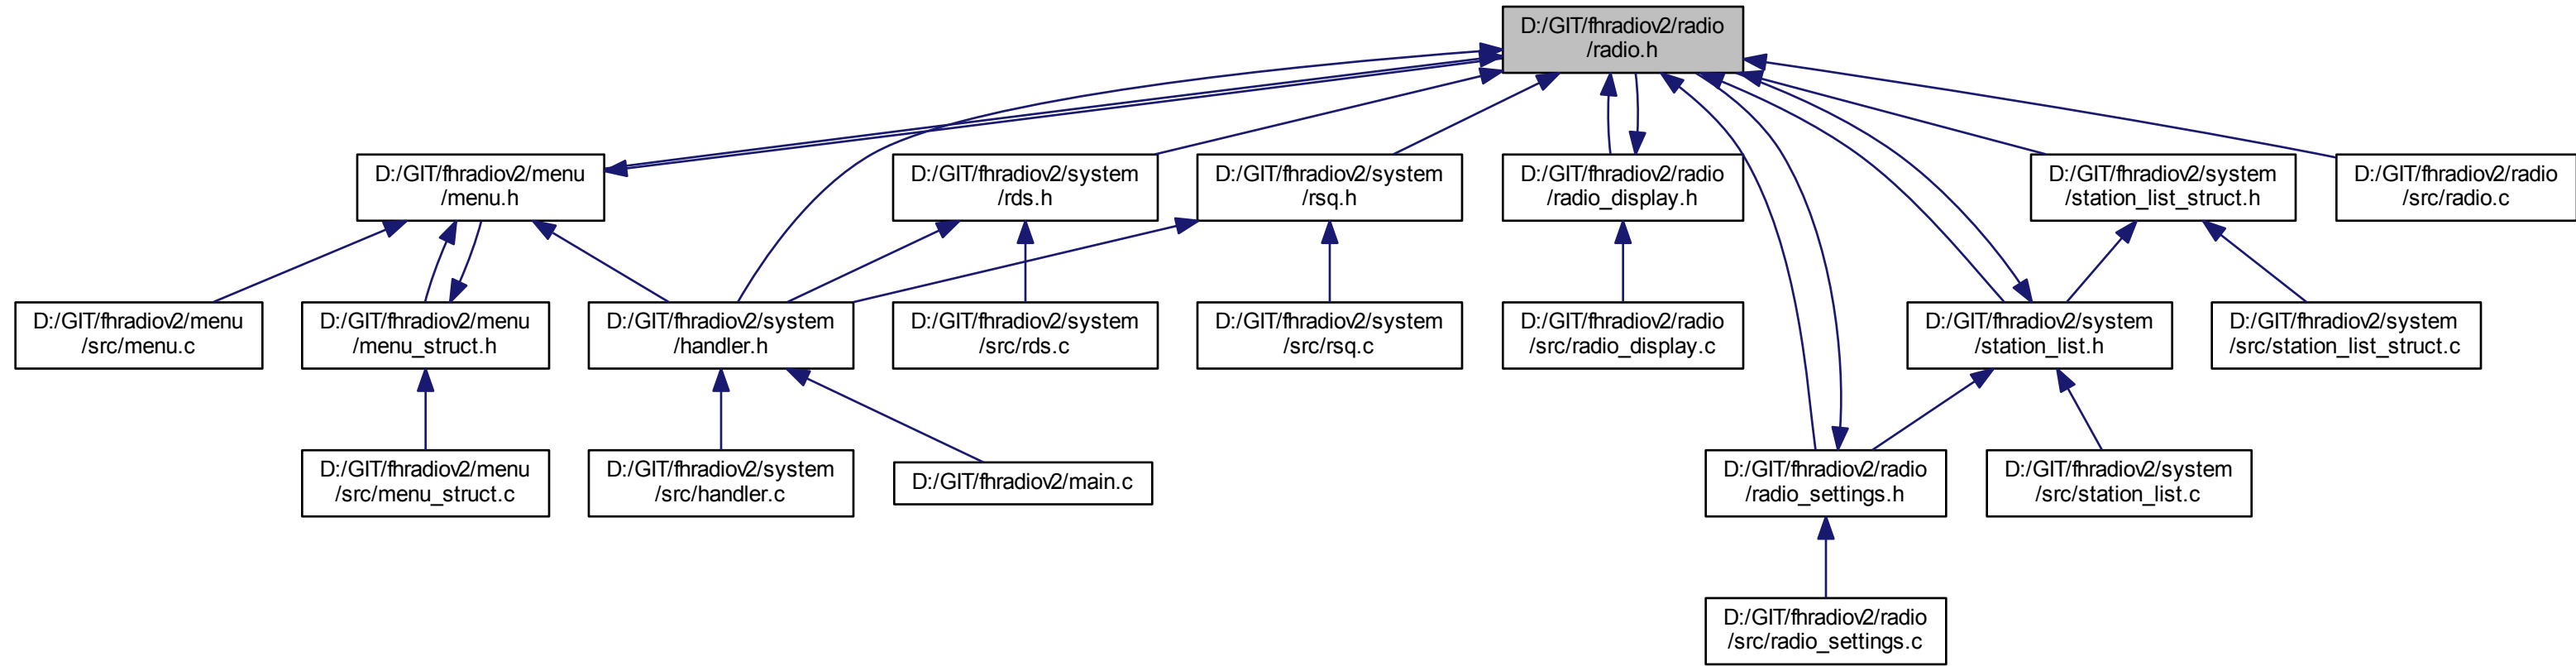 D:/GIT/fhradiov2/radio
/radio.h
D:/GIT/fhradiov2/menu
/menu.h
D:/GIT/fhradiov2/system
/rds.h
D:/GIT/fhradiov2/system
/rsq.h
D:/GIT/fhradiov2/radio
/radio_display.h
D:/GIT/fhradiov2/system
/station_list_struct.h
D:/GIT/fhradiov2/radio
/src/radio.c
D:/GIT/fhradiov2/menu
/src/menu.c
D:/GIT/fhradiov2/menu
/menu_struct.h
D:/GIT/fhradiov2/system
/handler.h
D:/GIT/fhradiov2/system
/src/rds.c
D:/GIT/fhradiov2/system
/src/rsq.c
D:/GIT/fhradiov2/radio
/src/radio_display.c
D:/GIT/fhradiov2/system
/station_list.h
D:/GIT/fhradiov2/system
/src/station_list_struct.c
D:/GIT/fhradiov2/menu
/src/menu_struct.c
D:/GIT/fhradiov2/system
/src/handler.c
D:/GIT/fhradiov2/main.c
D:/GIT/fhradiov2/radio
/radio_settings.h
D:/GIT/fhradiov2/system
/src/station_list.c
D:/GIT/fhradiov2/radio
/src/radio_settings.c